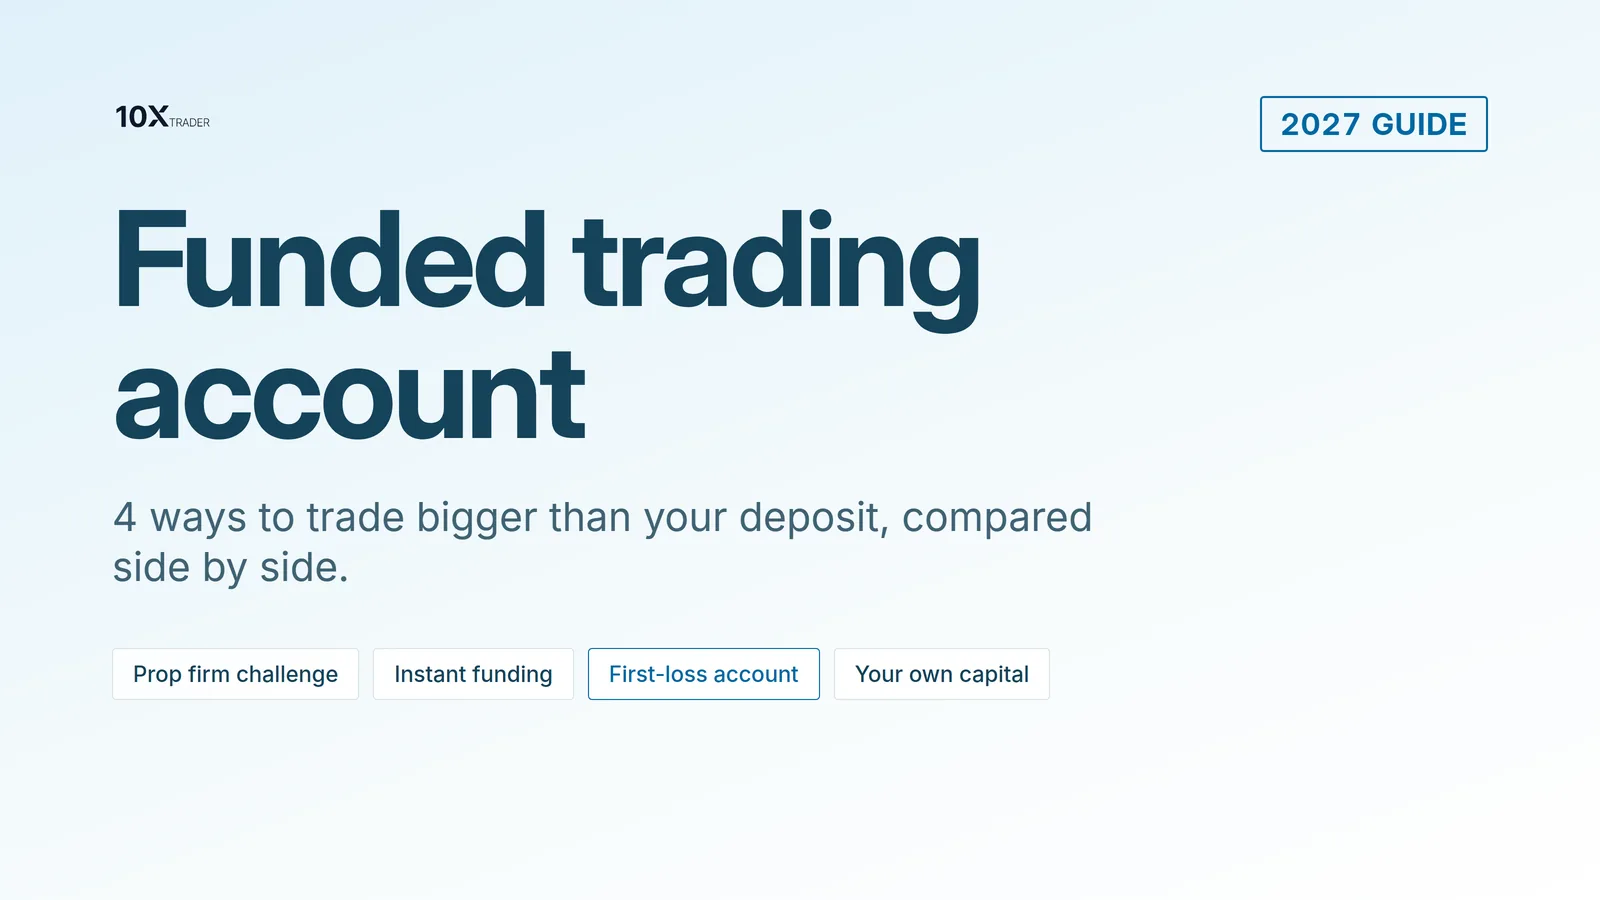 10X TRADER
2027 GUIDE
Funded trading
account
4 ways to trade bigger than your deposit, compared
side by side.
Prop firm challenge
Instant funding
First-loss account
Your own capital